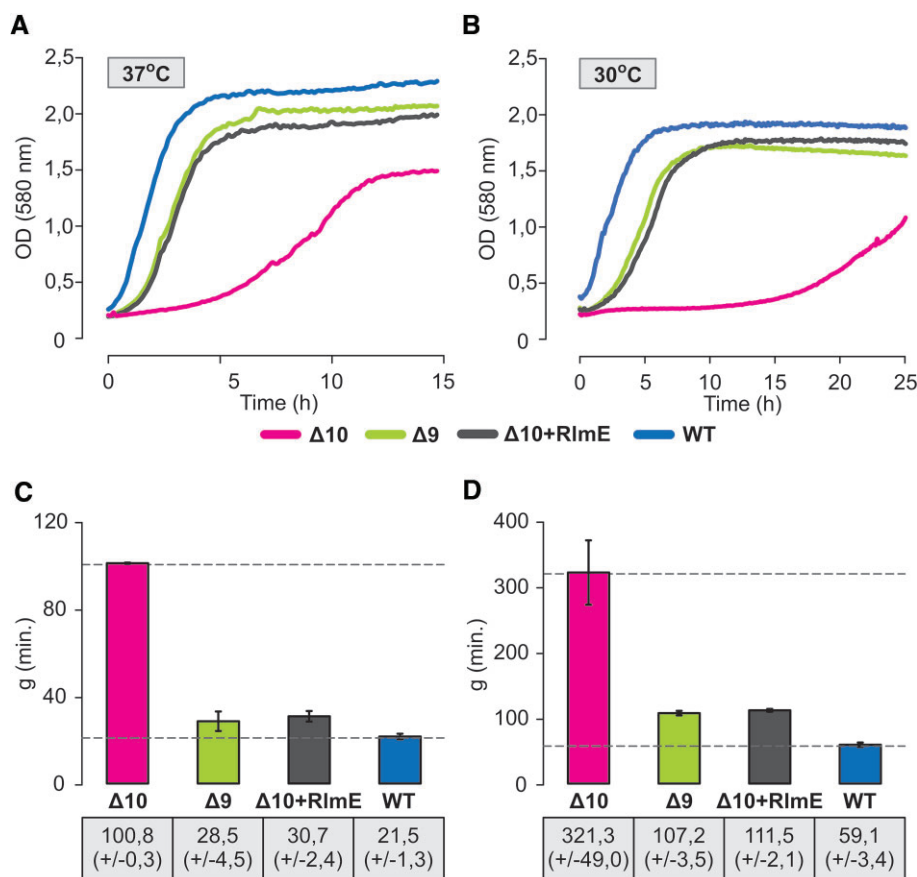 A
37°C
2,5
2,0
1,5
1,0
0,5
0
OD (580 nm)
0 5 10 15
Time (h)
B
30°C
2,5
2,0
1,5
1,0
0,5
0
OD (580 nm)
0 5 10 15 20 25
Time (h)
Δ10 Δ9 Δ10+RlmE WT
C
120
80
40
0
g (min.)
Δ10 Δ9 Δ10+RlmE WT
100,8 28,5 30,7 21,5
(+/-0,3) (+/-4,5) (+/-2,4) (+/-1,3)
D
400
300
200
100
0
g (min.)
Δ10 Δ9 Δ10+RlmE WT
321,3 107,2 111,5 59,1
(+/-49,0) (+/-3,5) (+/-2,1) (+/-3,4)